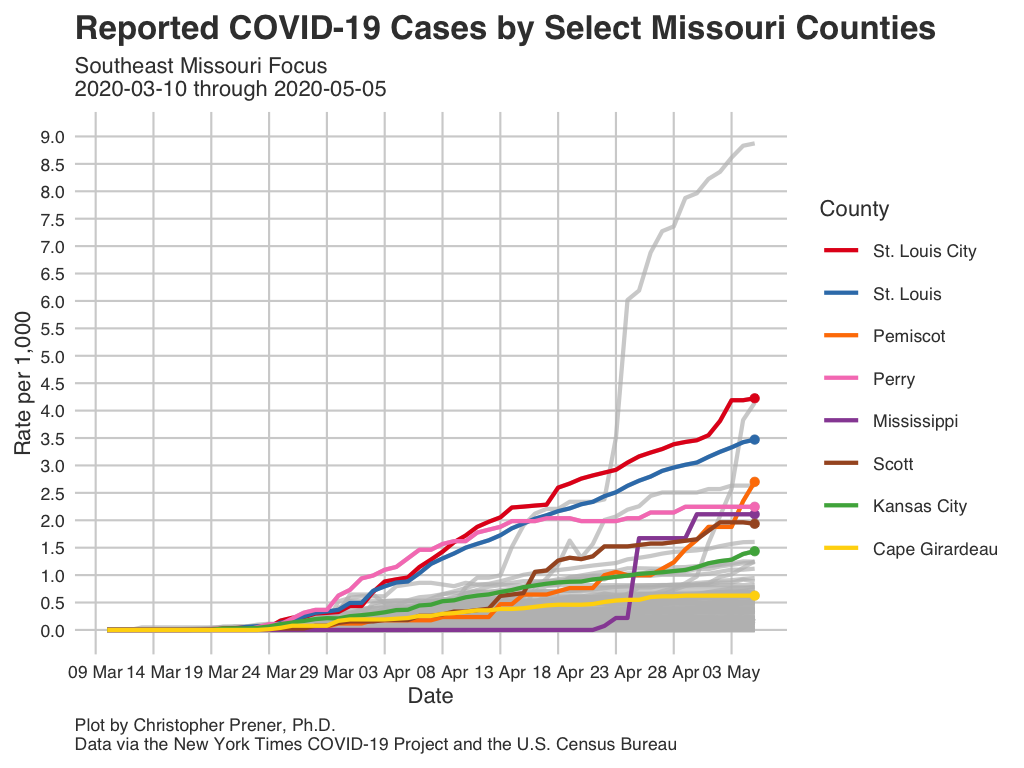 Reported COVID-19 Cases by Select Missouri Counties
Southeast Missouri Focus
2020-03-10 through 2020-05-05
9.0
8.5
8.0
7.5
7.0
6.5
6.0
5.5
5.0
4.5
4.0
3.5
3.0
2.5
2.0
1.5
1.0
0.5
0.0
Rate per 1,000
09 Mar 14 Mar 19 Mar 24 Mar 29 Mar 03 Apr 08 Apr 13 Apr 18 Apr 23 Apr 28 Apr 03 May
Date
County
St. Louis City
St. Louis
Pemiscot
Perry
Mississippi
Scott
Kansas City
Cape Girardeau
Plot by Christopher Prener, Ph.D.
Data via the New York Times COVID-19 Project and the U.S. Census Bureau